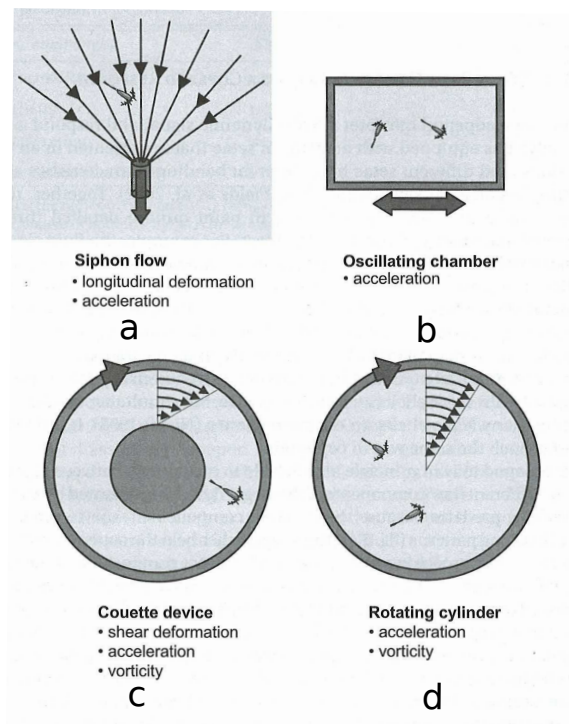 Siphon flow
• longitudinal deformation
• acceleration
a
Oscillating chamber
• acceleration
b
Couette device
• shear deformation
• acceleration
• vorticity
c
Rotating cylinder
• acceleration
• vorticity
d